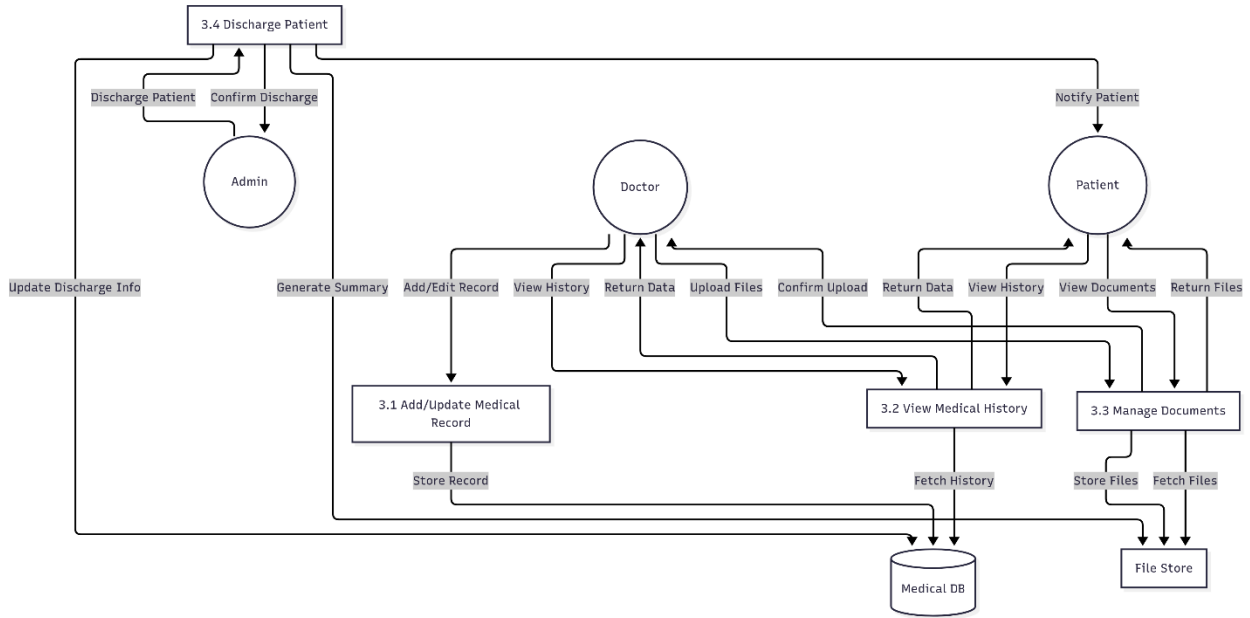 3.4 Discharge Patient
Discharge Patient
Confirm Discharge
Notify Patient
Admin
Doctor
Patient
Update Discharge Info
Generate Summary
Add/Edit Record
View History
Return Data
Upload Files
Confirm Upload
Return Data
View History
View Documents
Return Files
3.1 Add/Update Medical
Record
3.2 View Medical History
3.3 Manage Documents
Store Record
Fetch History
Store Files
Fetch Files
Medical DB
File Store